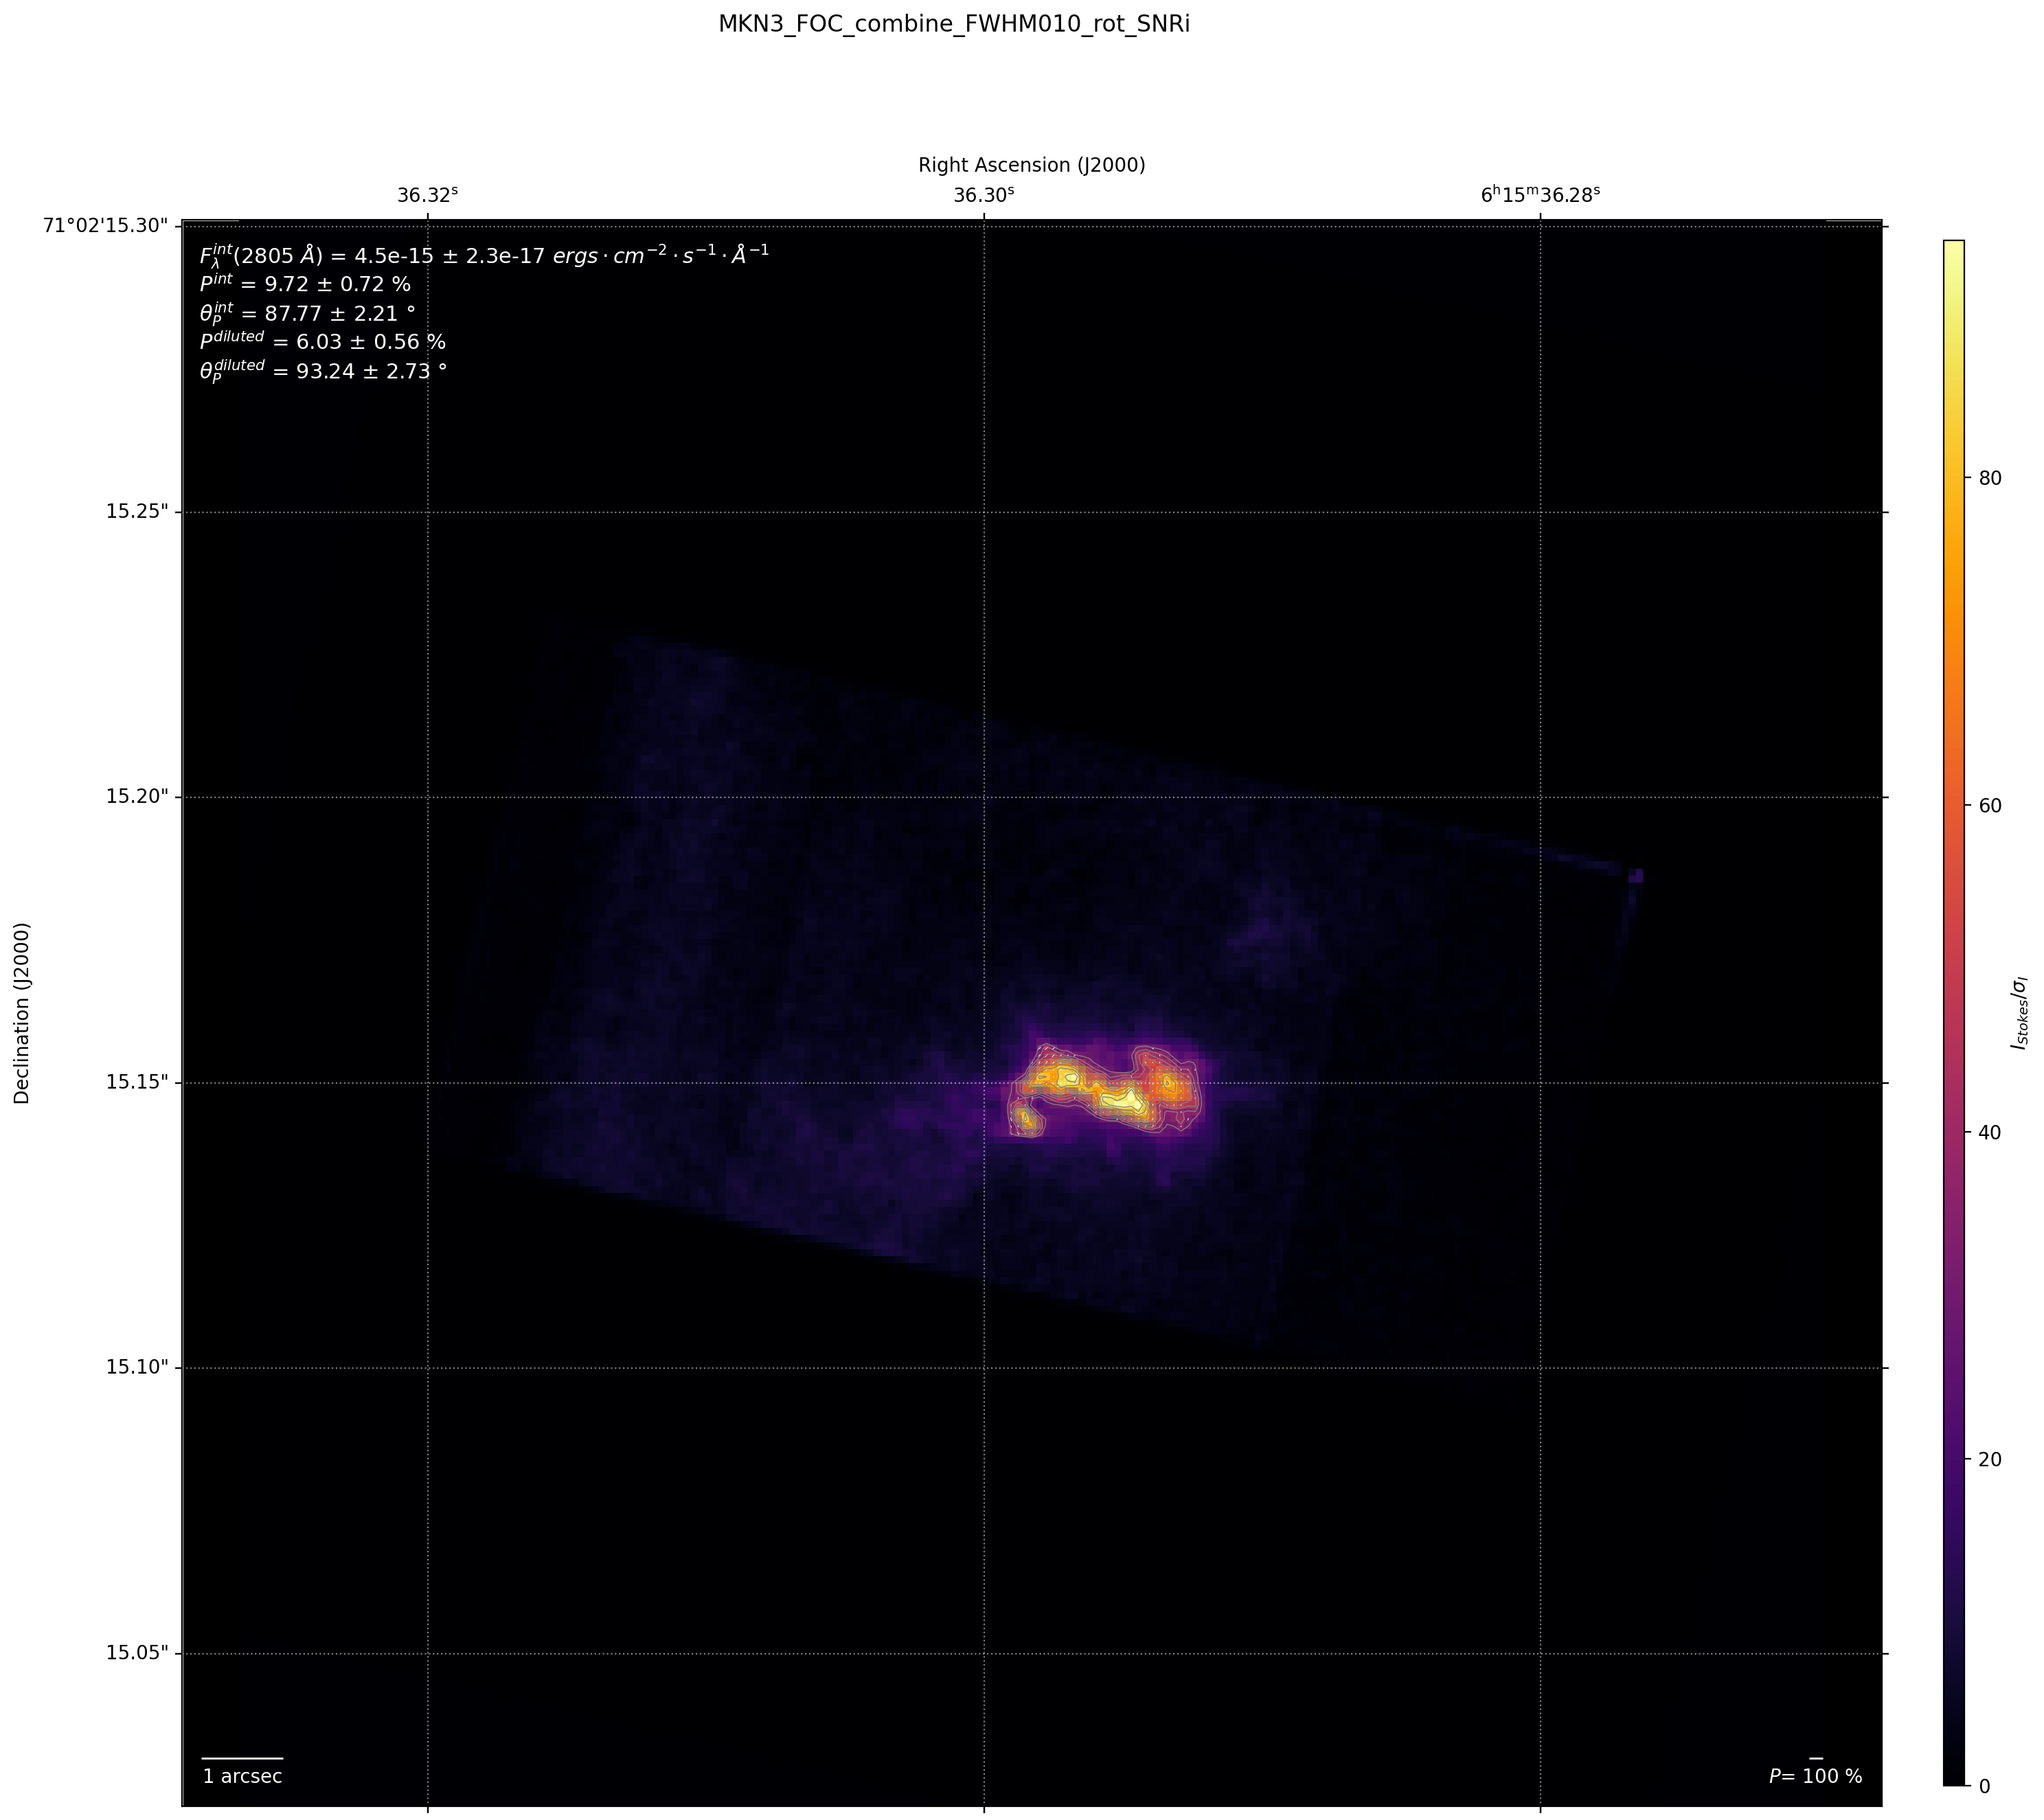 MKN3_FOC_combine_FWHM010_rot_SNRi
Right Ascension (J2000)
36.32s 36.30s 6h15m36.28s
71°02'15.30"
F_λ^int(2805 Å) = 4.5e-15 ± 2.3e-17 ergs · cm⁻² · s⁻¹ · Å⁻¹
P^int = 9.72 ± 0.72 %
θ_P^int = 87.77 ± 2.21 °
P^diluted = 6.03 ± 0.56 %
θ_P^diluted = 93.24 ± 2.73 °
15.25"
15.20"
15.15"
15.10"
15.05"
Declination (J2000)
1 arcsec
P= 100 %
80
60
40
20
0
I_Stokes/σ_I